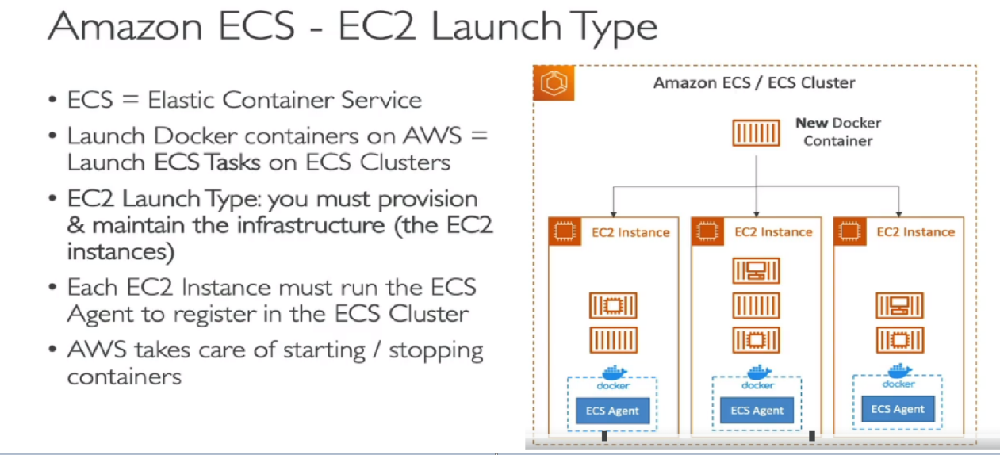 Amazon ECS - EC2 Launch Type
• ECS = Elastic Container Service
• Launch Docker containers on AWS =
Launch ECS Tasks on ECS Clusters
• EC2 Launch Type: you must provision
& maintain the infrastructure (the EC2
instances)
• Each EC2 Instance must run the ECS
Agent to register in the ECS Cluster
• AWS takes care of starting / stopping
containers
Amazon ECS / ECS Cluster
New Docker
Container
EC2 Instance
EC2 Instance
EC2 Instance
docker
docker
docker
ECS Agent
ECS Agent
ECS Agent